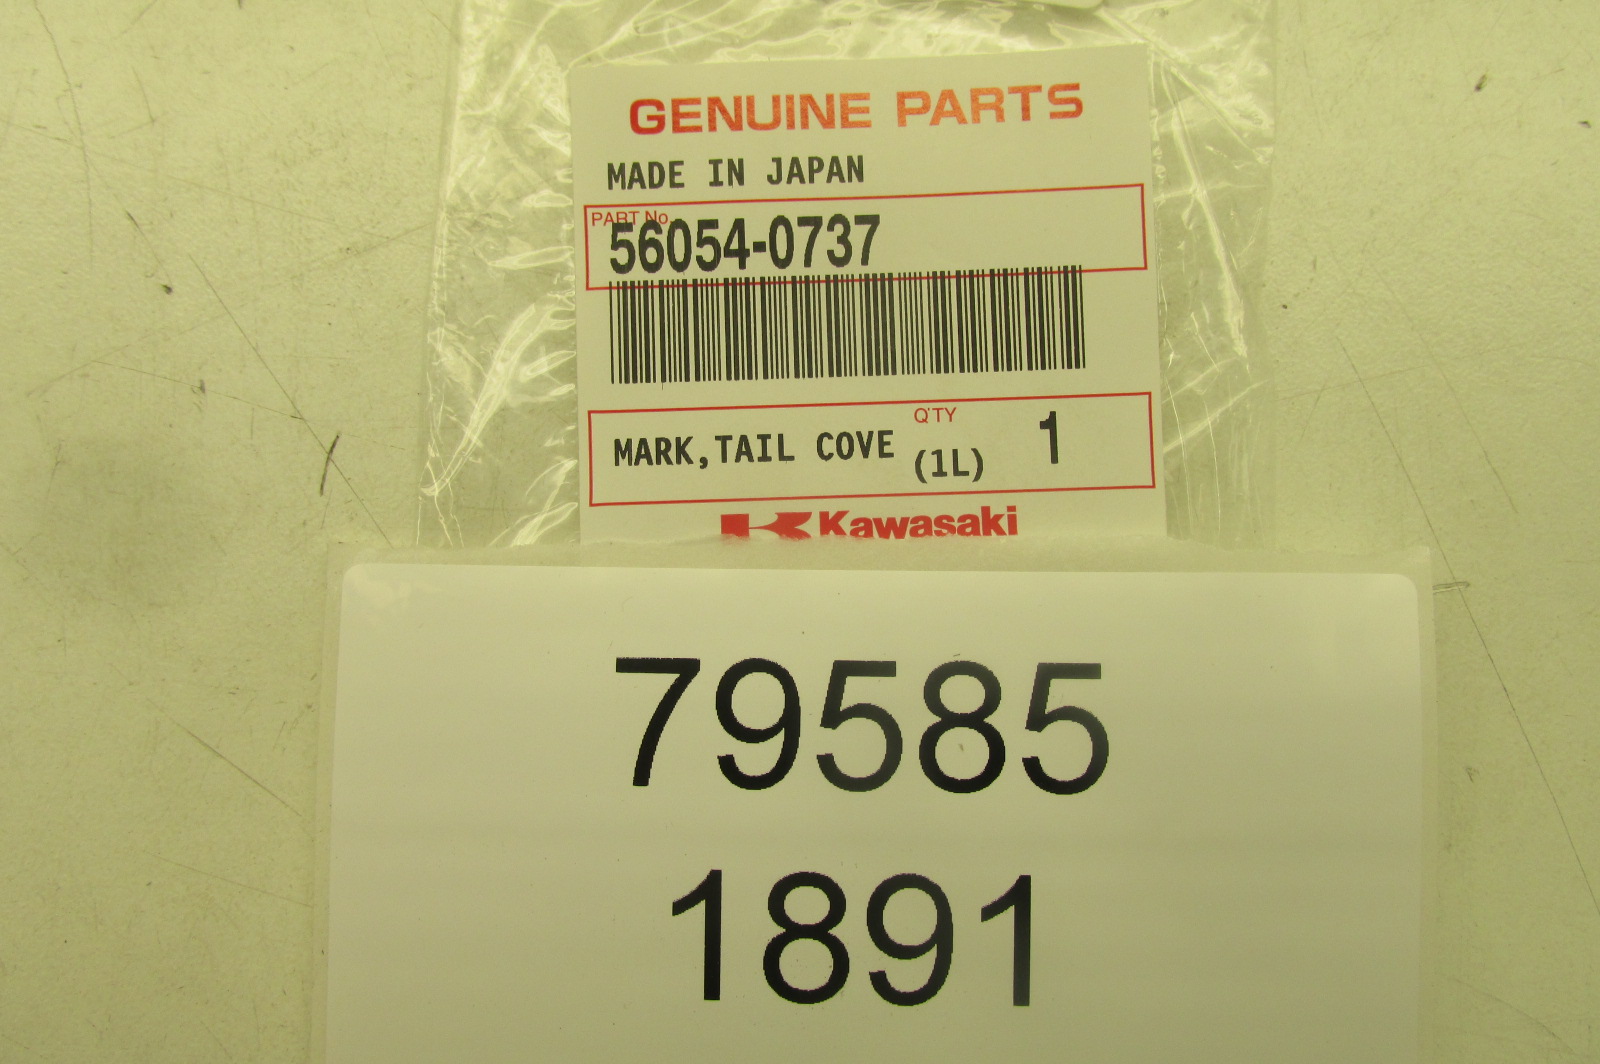 GENUINE PARTS
MADE IN JAPAN
PART No.
56054-0737
MARK,TAIL COVE
Q'TY
(1L) 1
Kawasaki
79585
1891